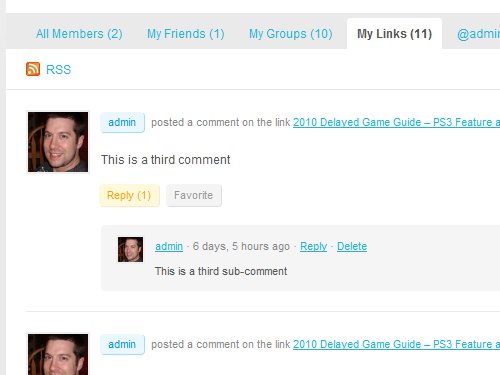 All Members (2) My Friends (1) My Groups (10) My Links (11) @admin
RSS
admin posted a comment on the link 2010 Delayed Game Guide – PS3 Feature a
This is a third comment
Reply (1) Favorite
admin · 6 days, 5 hours ago · Reply · Delete
This is a third sub-comment
admin posted a comment on the link 2010 Delayed Game Guide – PS3 Feature a